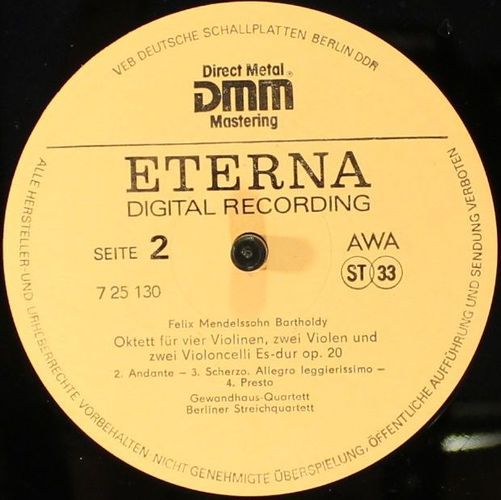 VEB DEUTSCHE SCHALLPLATTEN BERLIN DDR
Direct Metal
DMM®
Mastering
ETERNA
DIGITAL RECORDING
SEITE 2
AWA
7 25 130
ST 33
Felix Mendelssohn Bartholdy
Oktett für vier Violinen, zwei Violen und
zwei Violoncelli Es-dur op. 20
2. Andante – 3. Scherzo. Allegro leggierissimo –
4. Presto
Gewandhaus-Quartett
Berliner Streichquartett
ALLE HERSTELLER- UND URHEBERRECHTE VORBEHALTEN. NICHT GENEHMIGTE ÜBERSPIELUNG, ÖFFENTLICHE AUFFÜHRUNG UND SENDUNG VERBOTEN